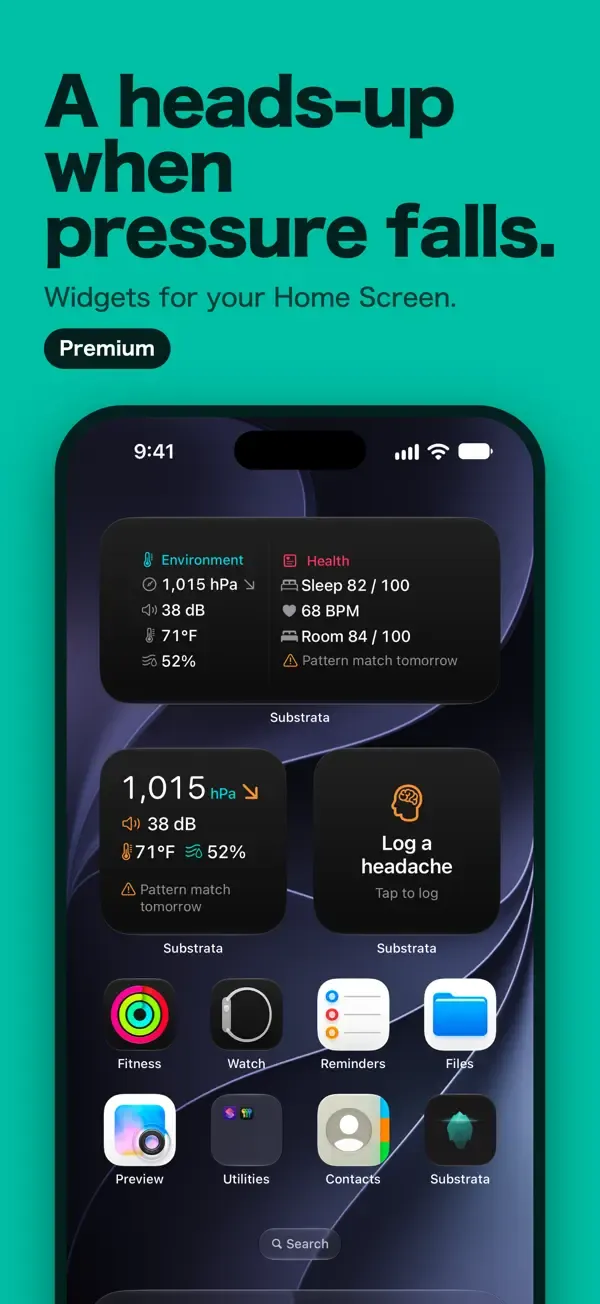 A heads-up
when
pressure falls.
Widgets for your Home Screen.
Premium
9:41
Environment
1,015 hPa
38 dB
71°F
52%
Health
Sleep 82 / 100
68 BPM
Room 84 / 100
Pattern match tomorrow
Substrata
1,015 hPa
38 dB
71°F 52%
Pattern match
tomorrow
Substrata
Log a
headache
Tap to log
Substrata
Fitness
Watch
Reminders
Files
Preview
Utilities
Contacts
Substrata
Search